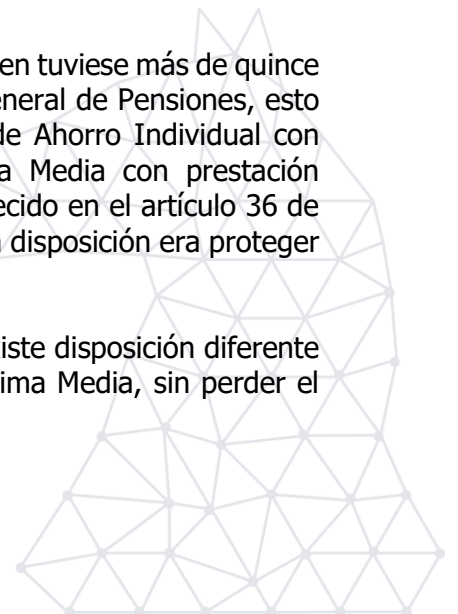 en tuviese más de quince
eneral de Pensiones, esto
de Ahorro Individual con
a Media con prestación
ecido en el artículo 36 de
disposición era proteger
iste disposición diferente
ima Media, sin perder el